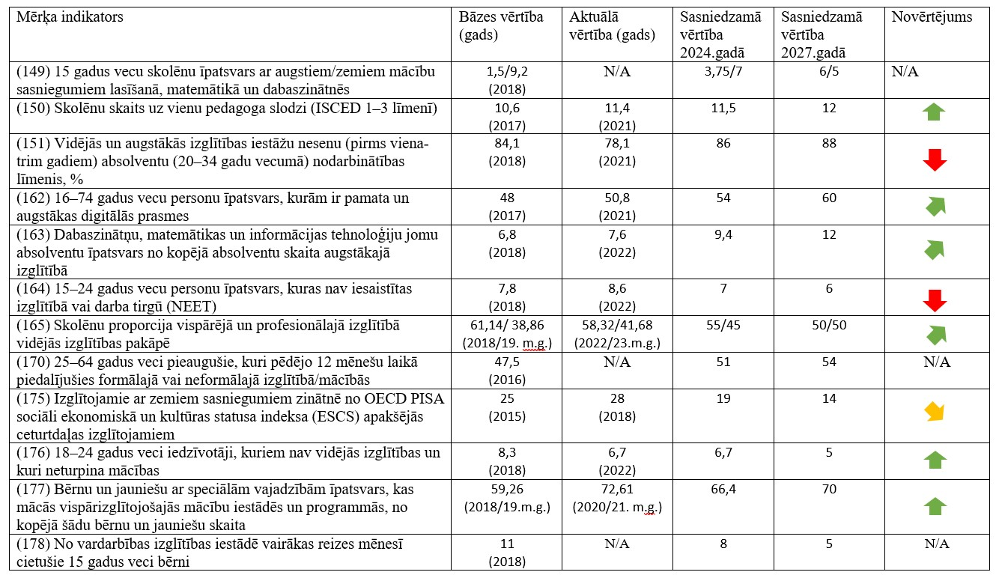 Mērķa indikators
Bāzes vērtība
(gads)
Aktuālā
vērtība (gads)
Sasniedzamā
vērtība
2024.gadā
Sasniedzamā
vērtība
2027.gadā
Novērtējums
(149) 15 gadus vecu skolēnu īpatsvars ar augstiem/zemiem mācību
sasniegumiem lasīšanā, matemātikā un dabaszinātnēs
1,5/9,2
(2018)
N/A
3,75/7
6/5
N/A
(150) Skolēnu skaits uz vienu pedagoga slodzi (ISCED 1–3 līmenī)
10,6
(2017)
11,4
(2021)
11,5
12
(151) Vidējās un augstākās izglītības iestāžu nesenu (pirms viena-
trim gadiem) absolventu (20–34 gadu vecumā) nodarbinātības
līmenis, %
84,1
(2018)
78,1
(2021)
86
88
(162) 16–74 gadus vecu personu īpatsvars, kurām ir pamata un
augstākas digitālās prasmes
48
(2017)
50,8
(2021)
54
60
(163) Dabaszinātņu, matemātikas un informācijas tehnoloģiju jomu
absolventu īpatsvars no kopējā absolventu skaita augstākajā
izglītībā
6,8
(2018)
7,6
(2022)
9,4
12
(164) 15–24 gadus vecu personu īpatsvars, kuras nav iesaistītas
izglītībā vai darba tirgū (NEET)
7,8
(2018)
8,6
(2022)
7
6
(165) Skolēnu proporcija vispārējā un profesionālajā izglītībā
vidējās izglītības pakāpē
61,14/ 38,86
(2018/19. m.g.)
58,32/41,68
(2022/23.m.g.)
55/45
50/50
(170) 25–64 gadus veci pieaugušie, kuri pēdējo 12 mēnešu laikā
piedalījušies formālajā vai neformālajā izglītībā/mācībās
47,5
(2016)
N/A
51
54
N/A
(175) Izglītojamie ar zemiem sasniegumiem zinātnē no OECD PISA
sociāli ekonomiskā un kultūras statusa indeksa (ESCS) apakšējās
ceturtdaļas izglītojamiem
25
(2015)
28
(2018)
19
14
(176) 18–24 gadus veci iedzīvotāji, kuriem nav vidējās izglītības un
kuri neturpina mācības
8,3
(2018)
6,7
(2022)
6,7
5
(177) Bērnu un jauniešu ar speciālām vajadzībām īpatsvars, kas
mācās vispārizglītojošajās mācību iestādēs un programmās, no
kopējā šādu bērnu un jauniešu skaita
59,26
(2018/19.m.g.)
72,61
(2020/21. m.g.)
66,4
70
(178) No vardarbības izglītības iestādē vairākas reizes mēnesī
cietušie 15 gadus veci bērni
11
(2018)
N/A
8
5
N/A